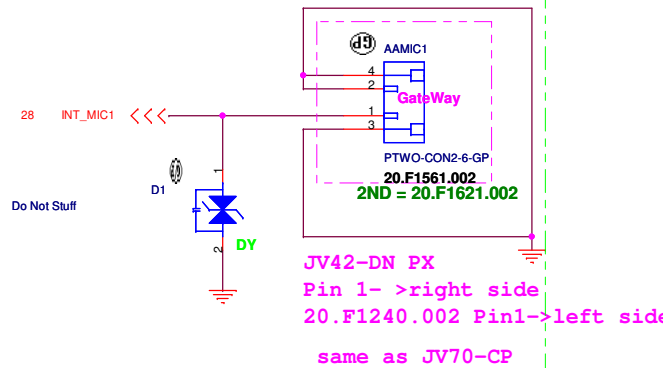 GP
AAMIC1
4
2
GateWay
28 INT_MIC1
1
3
PTWO-CON2-6-GP
20.F1561.002
2ND = 20.F1621.002
1
D1
Do Not Stuff
2
DY
JV42-DN PX
Pin 1- >right side
20.F1240.002 Pin1->left side
same as JV70-CP